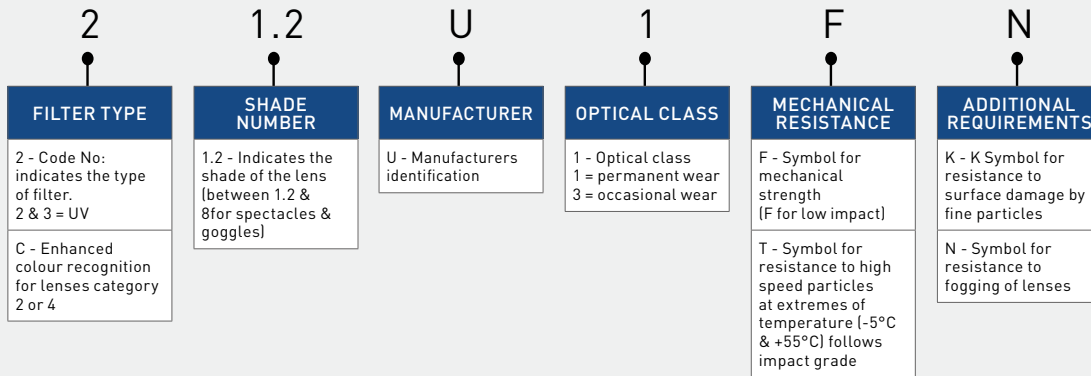 2
1.2
U
1
F
N
FILTER TYPE
SHADE
NUMBER
MANUFACTURER
OPTICAL CLASS
MECHANICAL
RESISTANCE
ADDITIONAL
REQUIREMENTS
2 - Code No:
indicates the type
of filter.
2 & 3 = UV
C - Enhanced
colour recognition
for lenses category
2 or 4
1.2 - Indicates the
shade of the lens
(between 1.2 &
8for spectacles &
goggles)
U - Manufacturers
identification
1 - Optical class
1 = permanent wear
3 = occasional wear
F - Symbol for
mechanical
strength
(F for low impact)
T - Symbol for
resistance to high
speed particles
at extremes of
temperature (-5°C
& +55°C) follows
impact grade
K - K Symbol for
resistance to
surface damage by
fine particles
N - Symbol for
resistance to
fogging of lenses